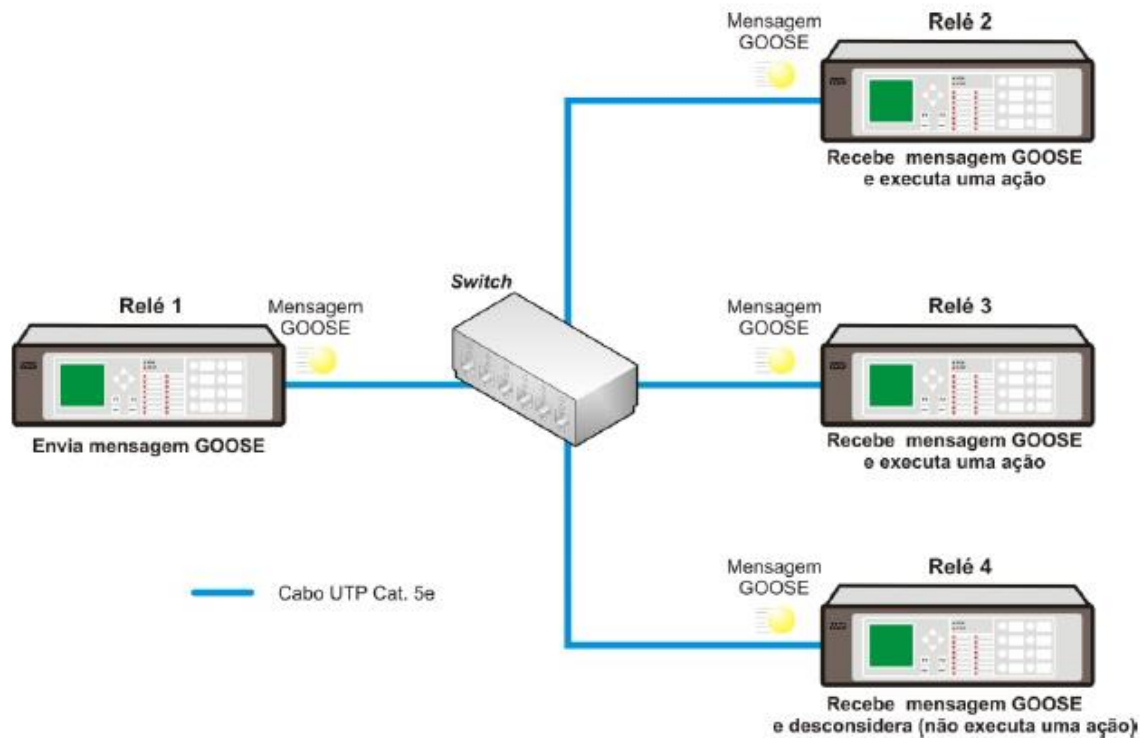 Mensagem
GOOSE
Relé 2
Recebe mensagem GOOSE
e executa uma ação
Switch
Relé 1
Mensagem
GOOSE
Envia mensagem GOOSE
Mensagem
GOOSE
Relé 3
Recebe mensagem GOOSE
e executa uma ação
Cabo UTP Cat. 5e
Mensagem
GOOSE
Relé 4
Recebe mensagem GOOSE
e desconsidera (não executa uma ação)